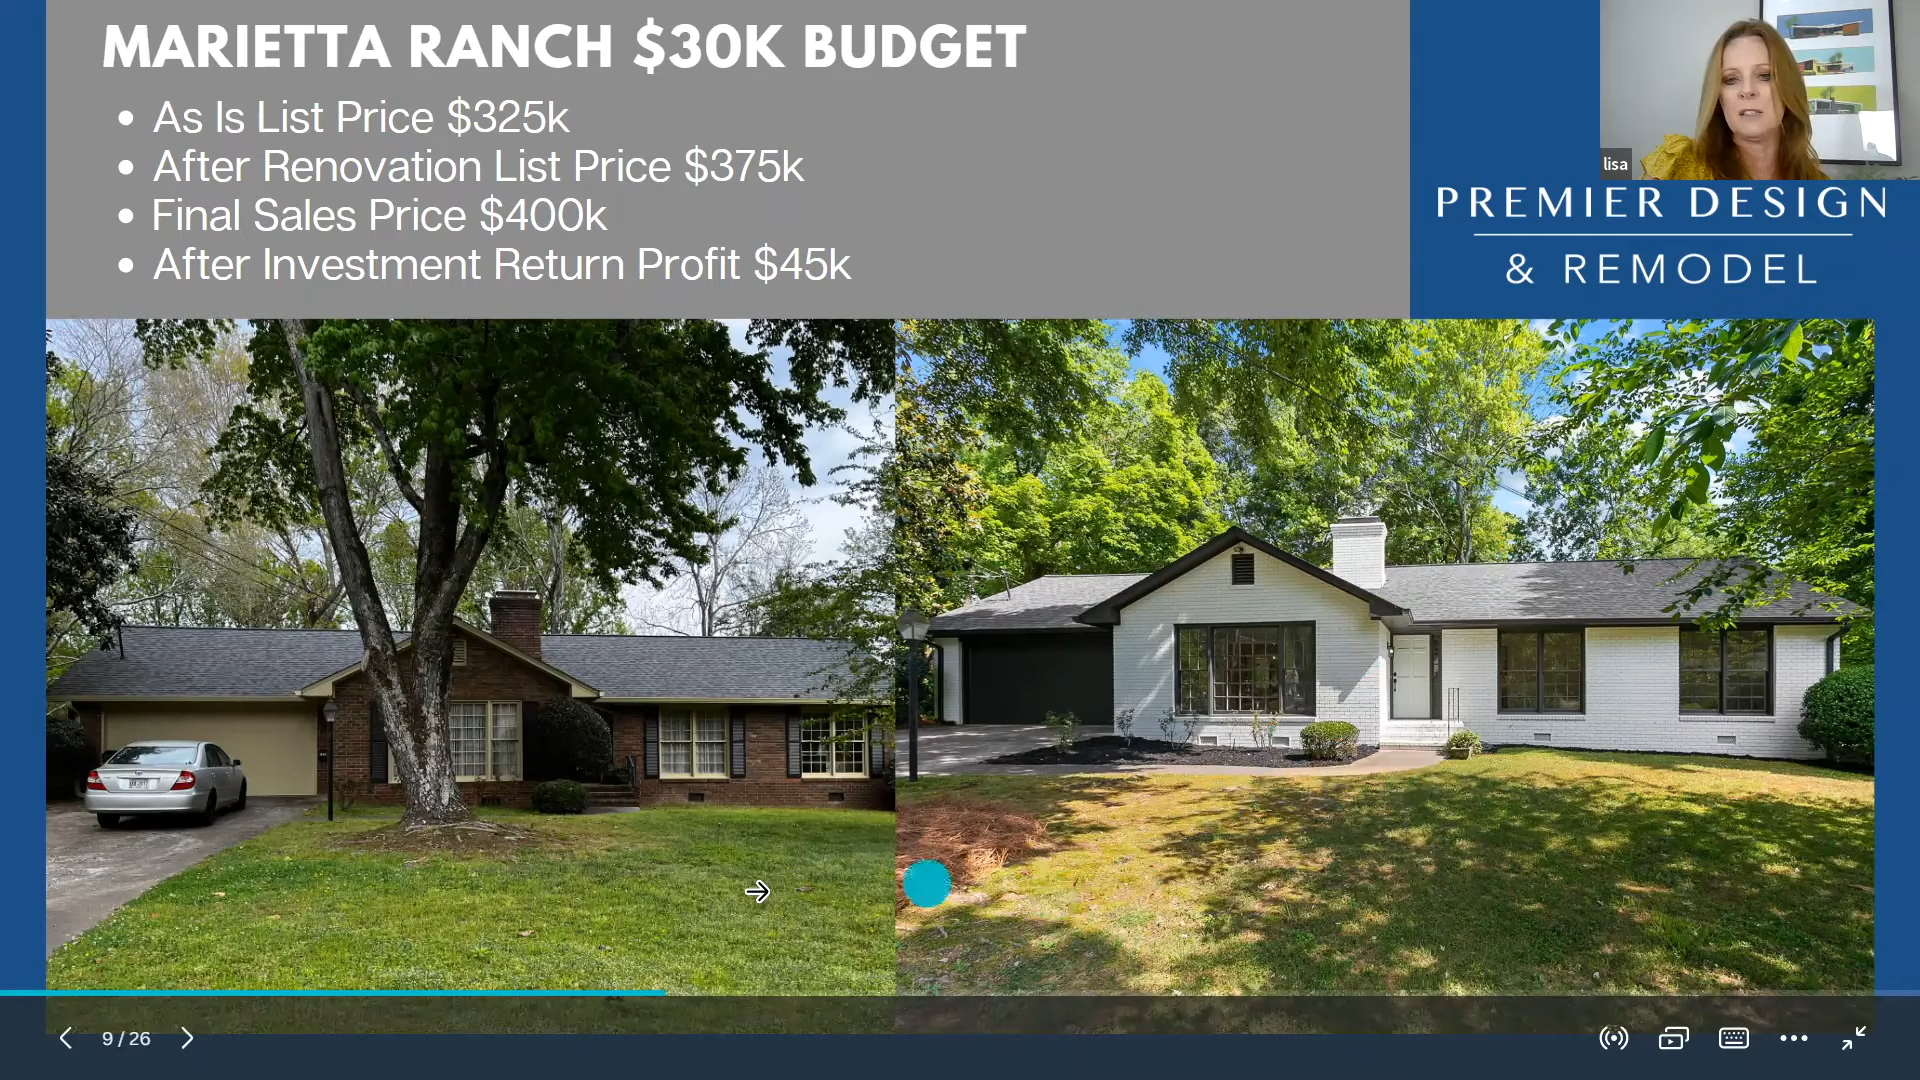 MARIETTA RANCH $30K BUDGET
• As Is List Price $325k
• After Renovation List Price $375k
• Final Sales Price $400k
• After Investment Return Profit $45k
lisa
PREMIER DESIGN
& REMODEL
9 / 26